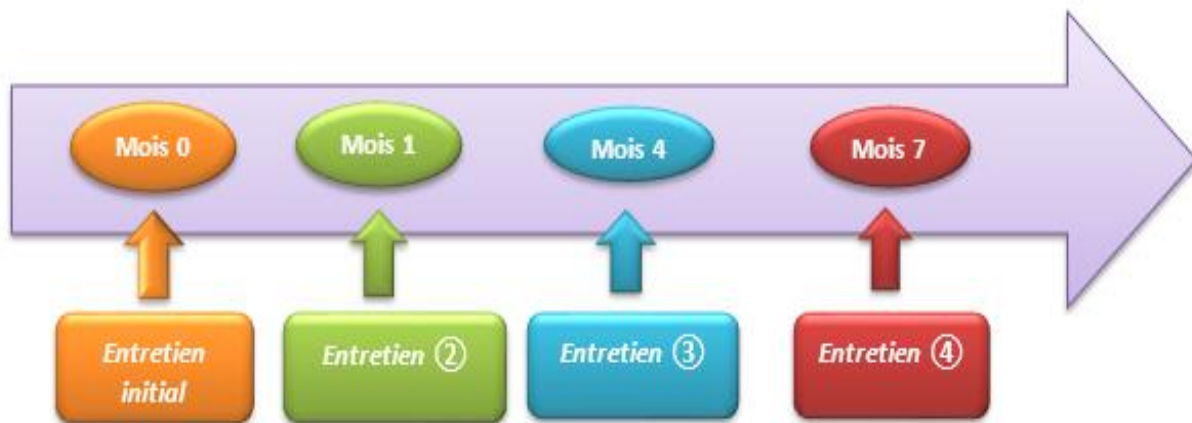 Mois 0
Mois 1
Mois 4
Mois 7
Entretien
initial
Entretien ②
Entretien ③
Entretien ④